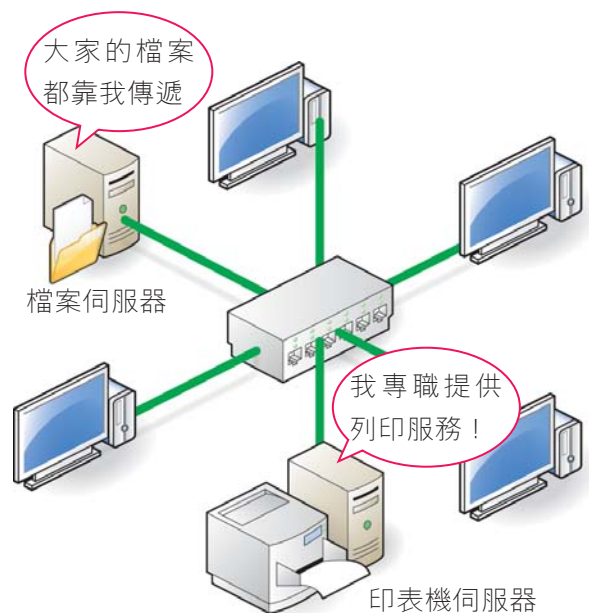 大家的檔案
都靠我傳遞
檔案伺服器
我專職提供
列印服務！
印表機伺服器